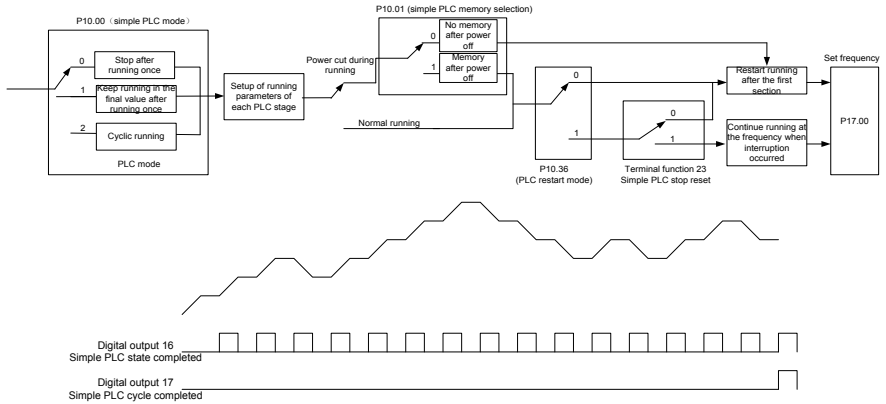 P10.00（simple PLC mode）
0
Stop after
running once
1
Keep running in the
final value after
running once
2
Cyclic running
PLC mode
Setup of running
parameters of
each PLC stage
Power cut during
running
Normal running
P10.01 (simple PLC memory selection)
0
No memory
after power
off
1
Memory
after power
off
0
1
P10.36
(PLC restart mode)
0
1
Terminal function 23
Simple PLC stop reset
Restart running
after the first
section
Continue running at
the frequency when
interruption
occurred
Set frequency
P17.00
Digital output 16
Simple PLC state completed
Digital output 17
Simple PLC cycle completed